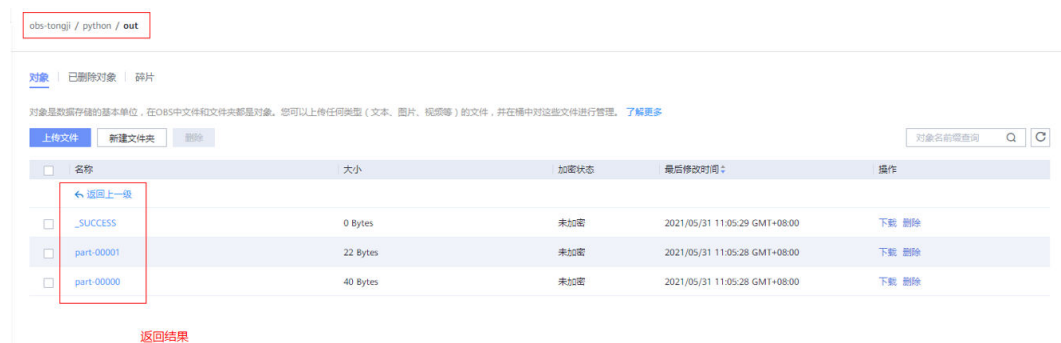 obs-tongji / python / out
对象 已删除对象 碎片
对象是数据存储的基本单位，在OBS中文件和文件夹都是对象。您可以上传任何类型（文本、图片、视频等）的文件，并在桶中对这些文件进行管理。 了解更多
上传文件 新建文件夹 删除 对象名前缀查询
名称 大小 加密状态 最后修改时间 操作
返回上一级
_SUCCESS 0 Bytes 未加密 2021/05/31 11:05:29 GMT+08:00 下载 删除
part-00001 22 Bytes 未加密 2021/05/31 11:05:28 GMT+08:00 下载 删除
part-00000 40 Bytes 未加密 2021/05/31 11:05:28 GMT+08:00 下载 删除
返回结果